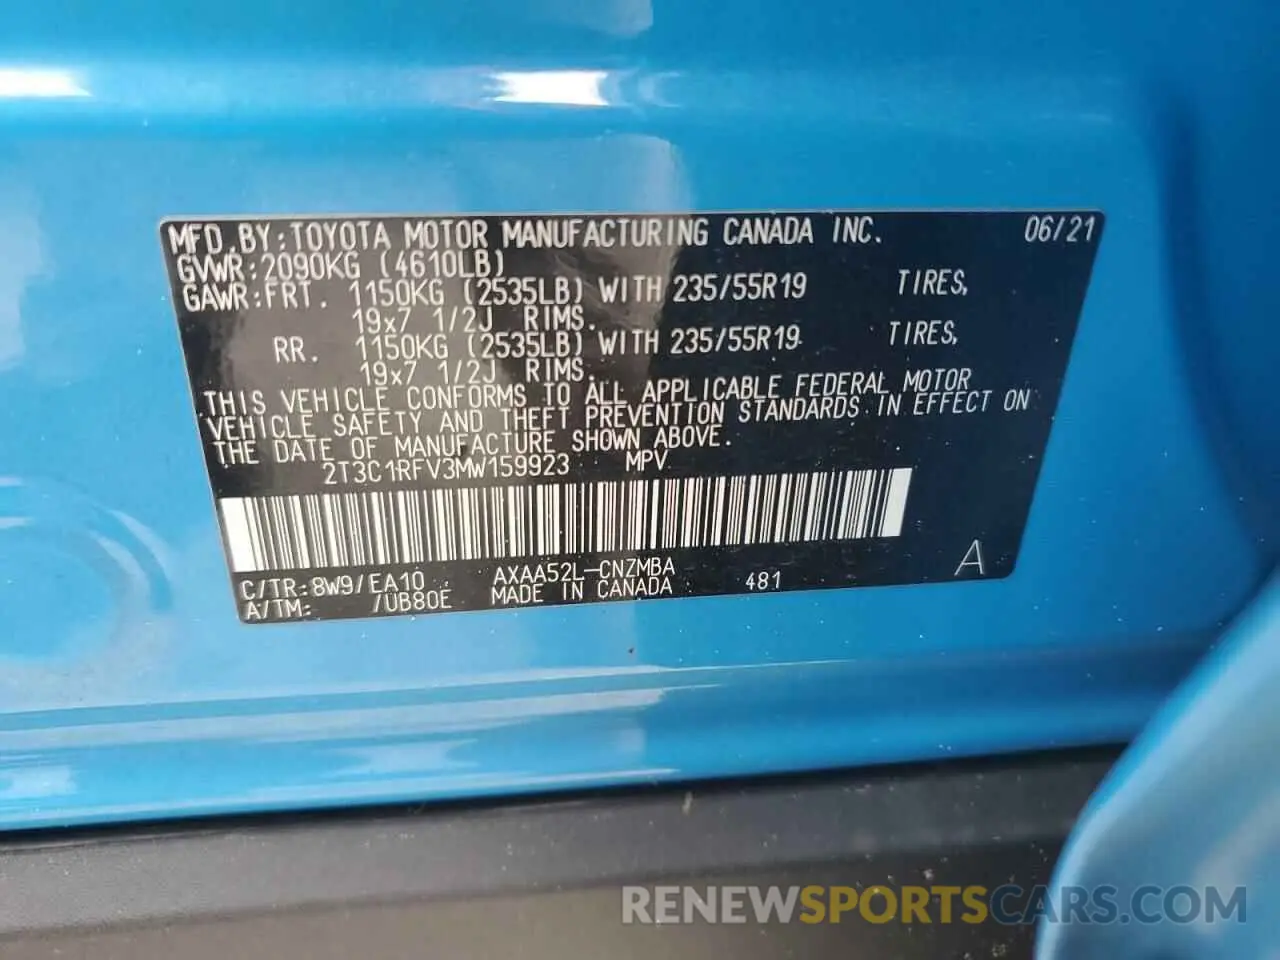 MFD.BY:TOYOTA MOTOR MANUFACTURING CANADA INC. 06/21
GVWR:2090KG (4610LB)
GAWR:FRT. 1150KG (2535LB) WITH 235/55R19 TIRES,
19x7 1/2J RIMS.
RR. 1150KG (2535LB) WITH 235/55R19 TIRES,
19x7 1/2J RIMS.
THIS VEHICLE CONFORMS TO ALL APPLICABLE FEDERAL MOTOR
VEHICLE SAFETY AND THEFT PREVENTION STANDARDS IN EFFECT ON
THE DATE OF MANUFACTURE SHOWN ABOVE.
2T3C1RFV3MW159923 MPV
C/TR:8W9/EA10 AXAA52L-CNZMBA 481 A
A/TM: /UB80E MADE IN CANADA
RENEWSPORTSCARS.COM